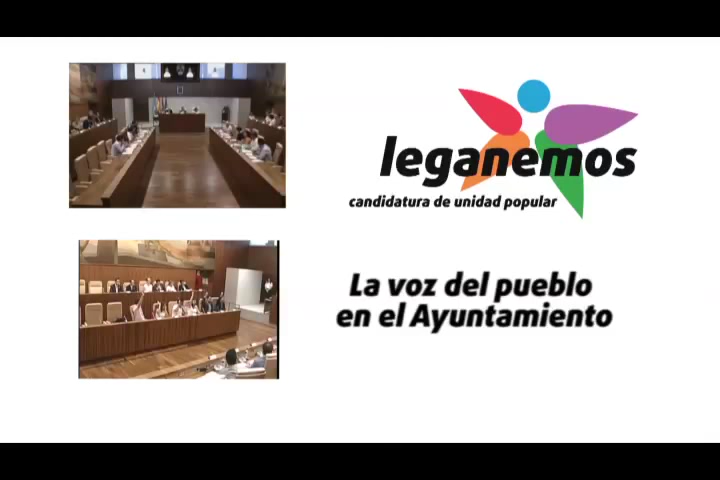 leganemos
candidatura de unidad popular
La voz del pueblo
en el Ayuntamiento